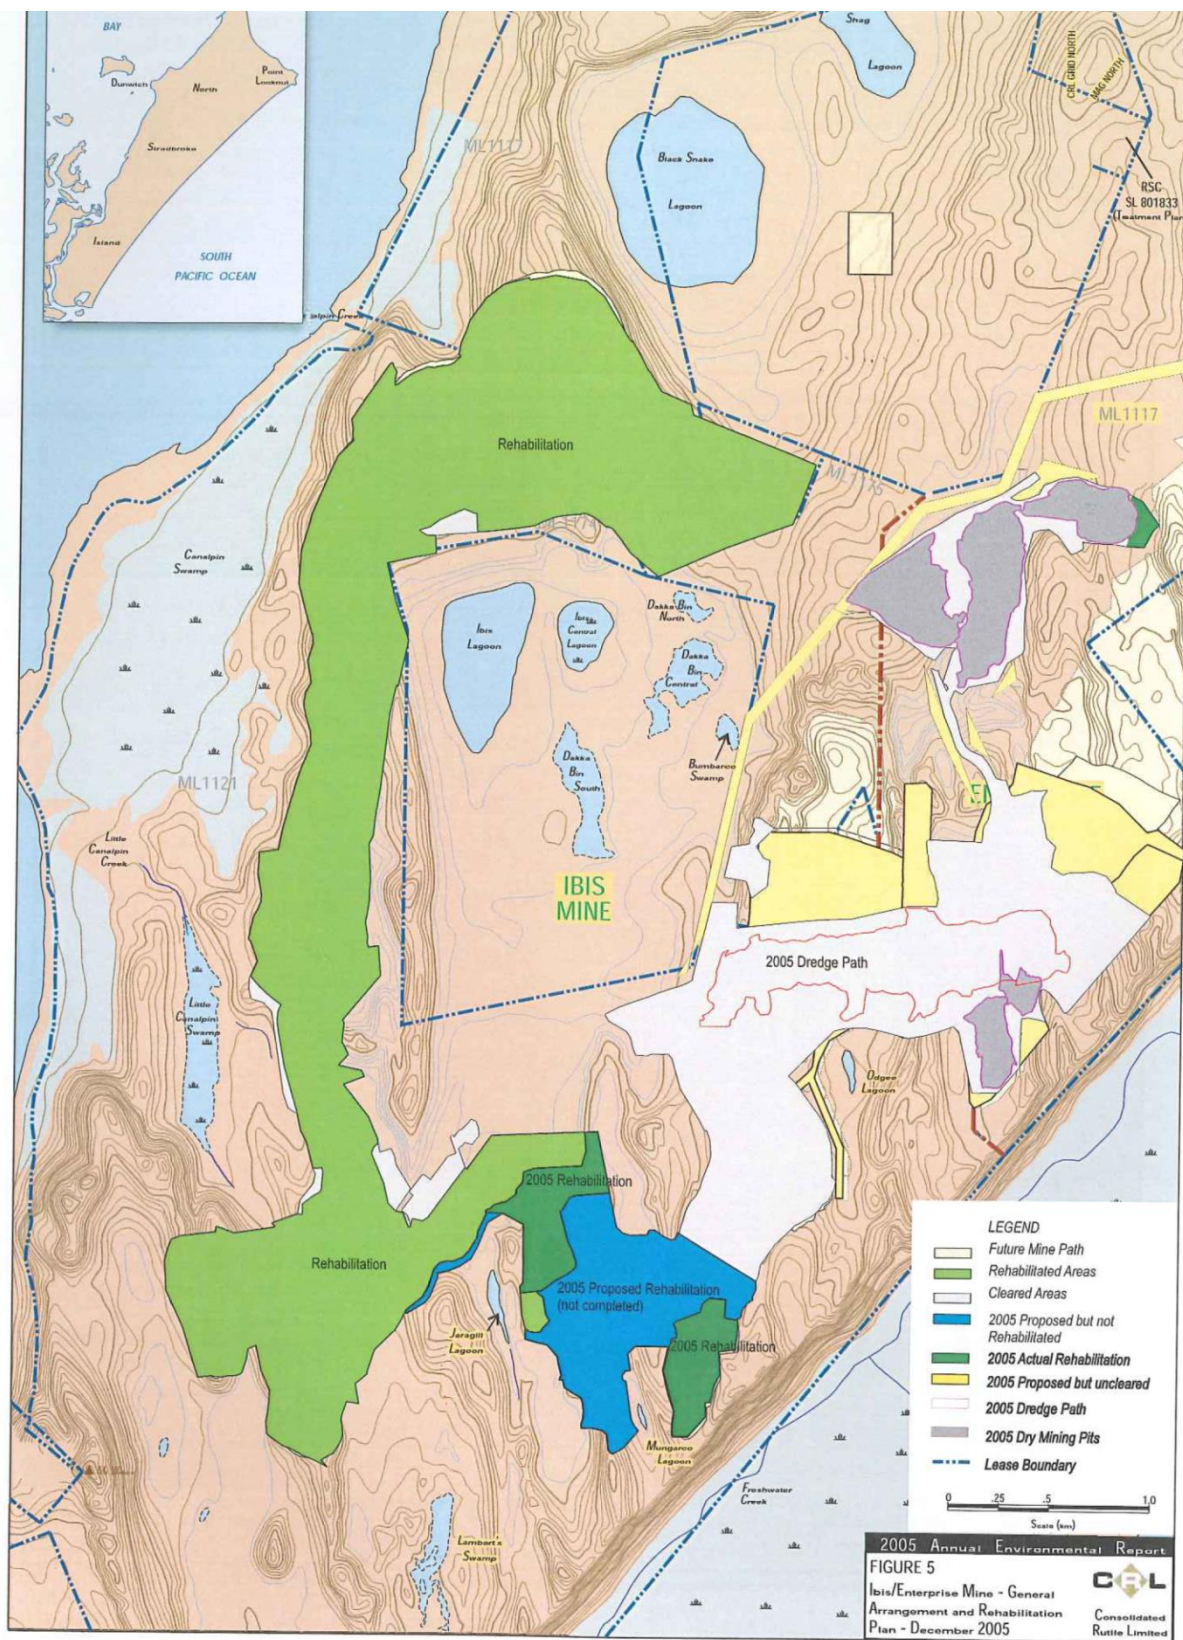 BAY
Dunwich
North
Point
Lookout
Stradbroke
Island
SOUTH
PACIFIC OCEAN
Shag
Lagoon
CRL GRID NORTH
MAG NORTH
ML1117
Black Snake
Lagoon
RSC
SL 801833
(Treatment Plan
alpin Creek
ML1117
Rehabilitation
Canalpin
Swamp
Ibis
Lagoon
Ibis
Central
Lagoon
Dakka Bin
North
Dakka
Bin
Central
Dakka
Bin
South
Bumbaree
Swamp
ML1121
Little
Canalpin
Creek
IBIS
MINE
2005 Dredge Path
Little
Canalpin
Swamp
Odgee
Lagoon
2005 Rehabilitation
Rehabilitation
2005 Proposed Rehabilitation
(not completed)
Jaragill
Lagoon
2005 Rehabilitation
Mungaree
Lagoon
Freshwater
Creek
Lambert's
Swamp
LEGEND
Future Mine Path
Rehabilitated Areas
Cleared Areas
2005 Proposed but not
Rehabilitated
2005 Actual Rehabilitation
2005 Proposed but uncleared
2005 Dredge Path
2005 Dry Mining Pits
Lease Boundary
0 .25 .5 1.0
Scale (km)
2005 Annual Environmental Report
FIGURE 5
Ibis/Enterprise Mine - General
Arrangement and Rehabilitation
Plan - December 2005
CRL
Consolidated
Rutile Limited